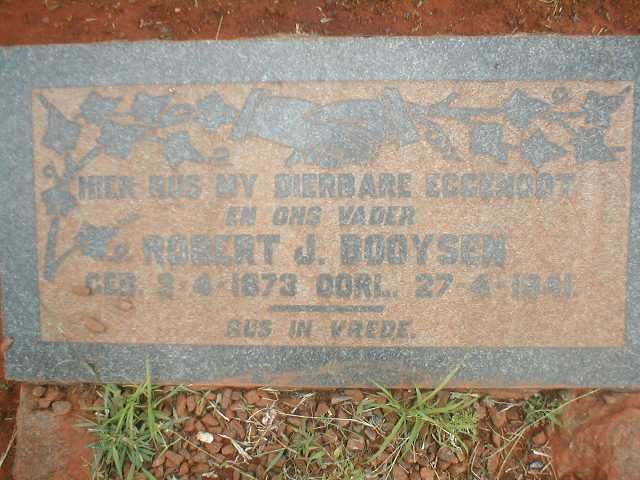 HIER RUS MY DIERBARE EGGENOOT
EN ONS VADER
ROBERT J. BOOYSEN
GEB. 3-4-1873 OORL. 27-4-1941.
RUS IN VREDE.